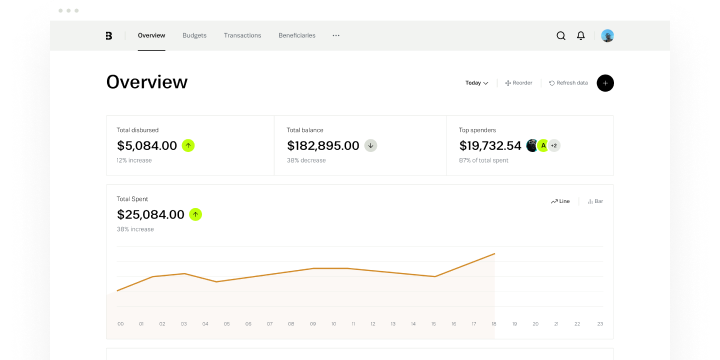 B Overview Budgets Transactions Beneficiaries ···
Overview
Today Reorder Refresh data +
Total disbursed
$5,084.00
12% increase
Total balance
$182,895.00
38% decrease
Top spenders
$19,732.54 A +2
87% of total spent
Total Spent
$25,084.00
38% increase
Line Bar
00 01 02 03 04 05 06 07 08 09 10 11 12 13 14 15 16 17 18 19 20 21 22 23